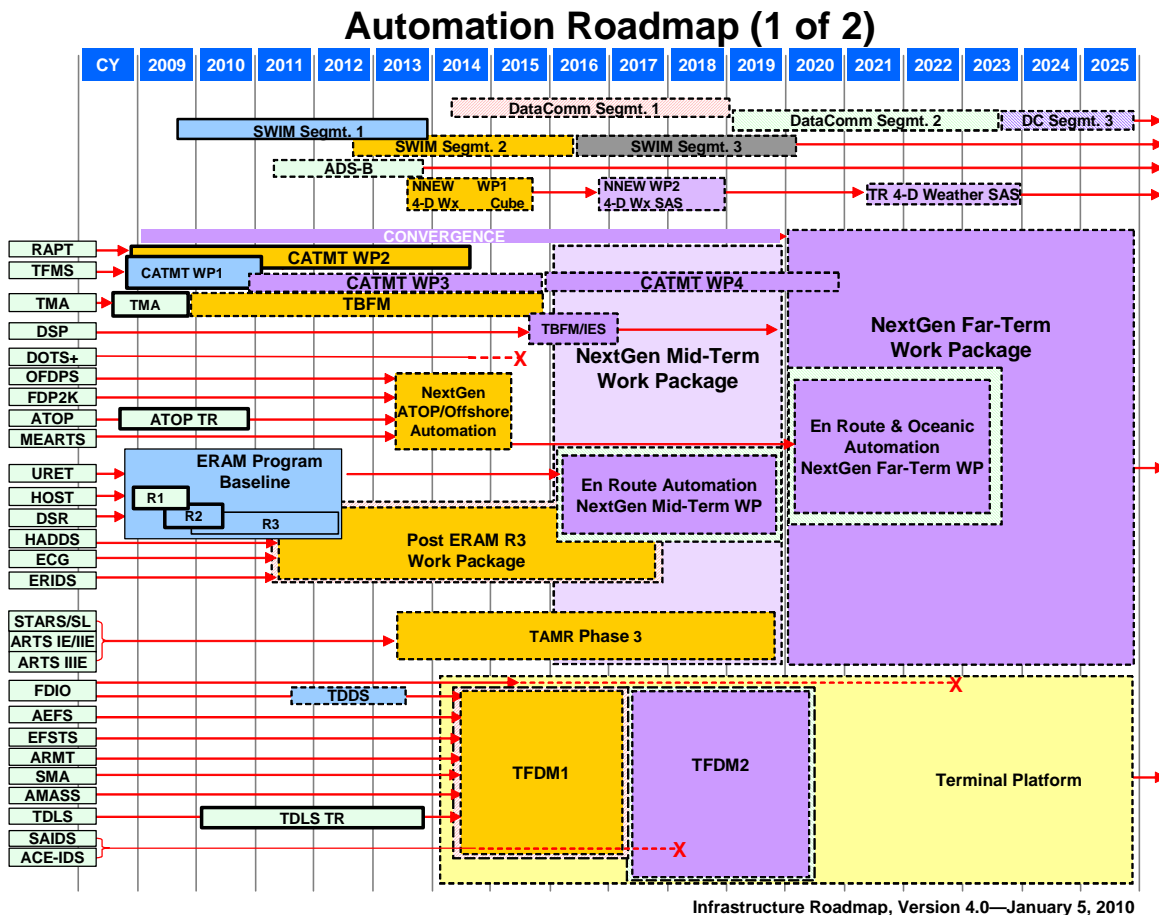 Automation Roadmap (1 of 2)
CY 2009 2010 2011 2012 2013 2014 2015 2016 2017 2018 2019 2020 2021 2022 2023 2024 2025
DataComm Segmt. 1
DataComm Segmt. 2
DC Segmt. 3
SWIM Segmt. 1
SWIM Segmt. 2
SWIM Segmt. 3
ADS-B
NNEW WP1
4-D Wx Cube
NNEW WP2
4-D Wx SAS
TR 4-D Weather SAS
CONVERGENCE
RAPT
CATMT WP2
TFMS
CATMT WP1
CATMT WP3
CATMT WP4
TMA
TMA
TBFM
DSP
TBFM/IES
NextGen Mid-Term
Work Package
NextGen Far-Term
Work Package
DOTS+
X
OFDPS
FDP2K
ATOP
MEARTS
ATOP TR
NextGen
ATOP/Offshore
Automation
En Route & Oceanic
Automation
NextGen Far-Term WP
URET
HOST
DSR
HADDS
ECG
ERIDS
ERAM Program
Baseline
R1
R2
R3
En Route Automation
NextGen Mid-Term WP
Post ERAM R3
Work Package
STARS/SL
ARTS IE/IIE
ARTS IIIE
TAMR Phase 3
FDIO
X
TDDS
AEFS
EFSTS
ARMT
SMA
AMASS
TDLS
TDLS TR
SAIDS
ACE-IDS
X
TFDM1
TFDM2
Terminal Platform
Infrastructure Roadmap, Version 4.0—January 5, 2010